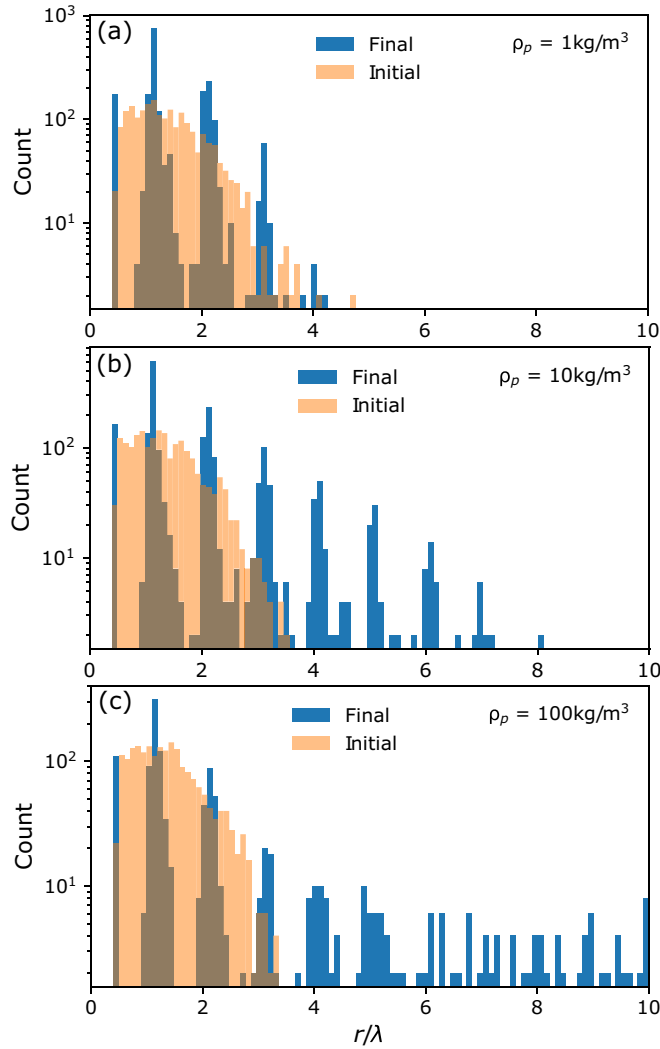 (a)
Final
Initial
ρₚ = 1kg/m³
Count
10³
10²
10¹
0 2 4 6 8 10
(b)
Final
Initial
ρₚ = 10kg/m³
Count
10²
10¹
0 2 4 6 8 10
(c)
Final
Initial
ρₚ = 100kg/m³
Count
10²
10¹
0 2 4 6 8 10
r/λ